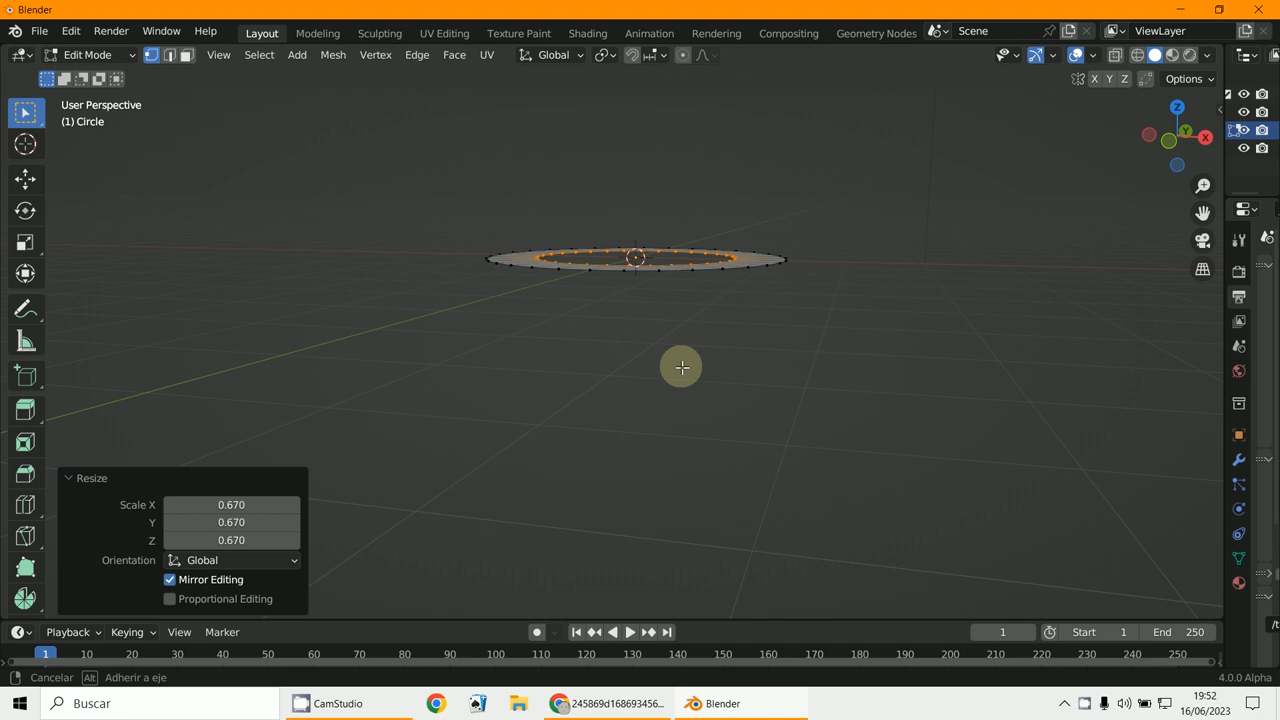 Blender
File Edit Render Window Help Layout Modeling Sculpting UV Editing Texture Paint Shading Animation Rendering Compositing Geometry Nodes Scene ViewLayer
Edit Mode View Select Add Mesh Vertex Edge Face UV Global
X Y Z Options
User Perspective
(1) Circle
Z
Y
X
Resize
Scale X 0.670
Y 0.670
Z 0.670
Orientation Global
Mirror Editing
Proportional Editing
Playback Keying View Marker 1 Start 1 End 250
1 10 20 30 40 50 60 70 80 90 100 110 120 130 140 150 160 170 180 190 200 210 220 230 240 250
Cancelar Alt Adherir a eje 4.0.0 Alpha
Buscar CamStudio 245869d168693456... Blender
19:52
16/06/2023